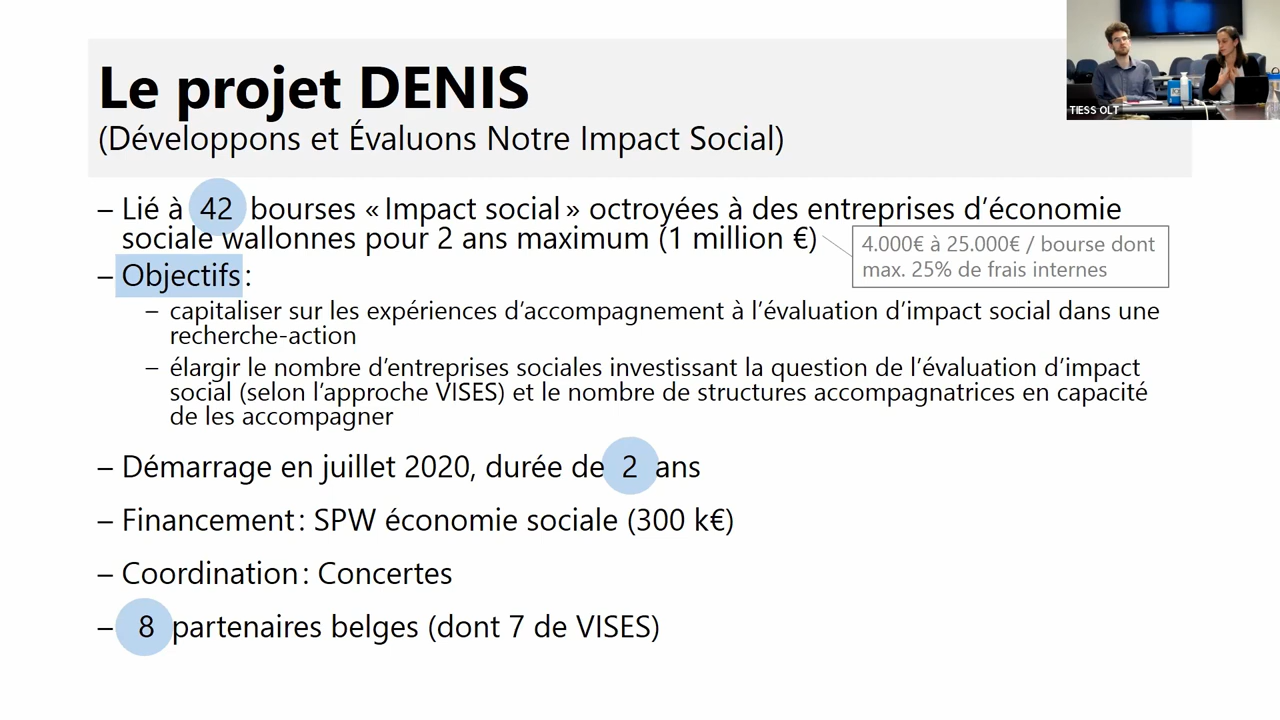 Le projet DENIS
(Développons et Évaluons Notre Impact Social)
TIESS OLT
– Lié à 42 bourses « Impact social » octroyées à des entreprises d’économie
sociale wallonnes pour 2 ans maximum (1 million €)
4.000€ à 25.000€ / bourse dont
max. 25% de frais internes
– Objectifs :
– capitaliser sur les expériences d’accompagnement à l’évaluation d’impact social dans une
recherche-action
– élargir le nombre d’entreprises sociales investissant la question de l’évaluation d’impact
social (selon l’approche VISES) et le nombre de structures accompagnatrices en capacité
de les accompagner
– Démarrage en juillet 2020, durée de 2 ans
– Financement : SPW économie sociale (300 k€)
– Coordination : Concertes
– 8 partenaires belges (dont 7 de VISES)